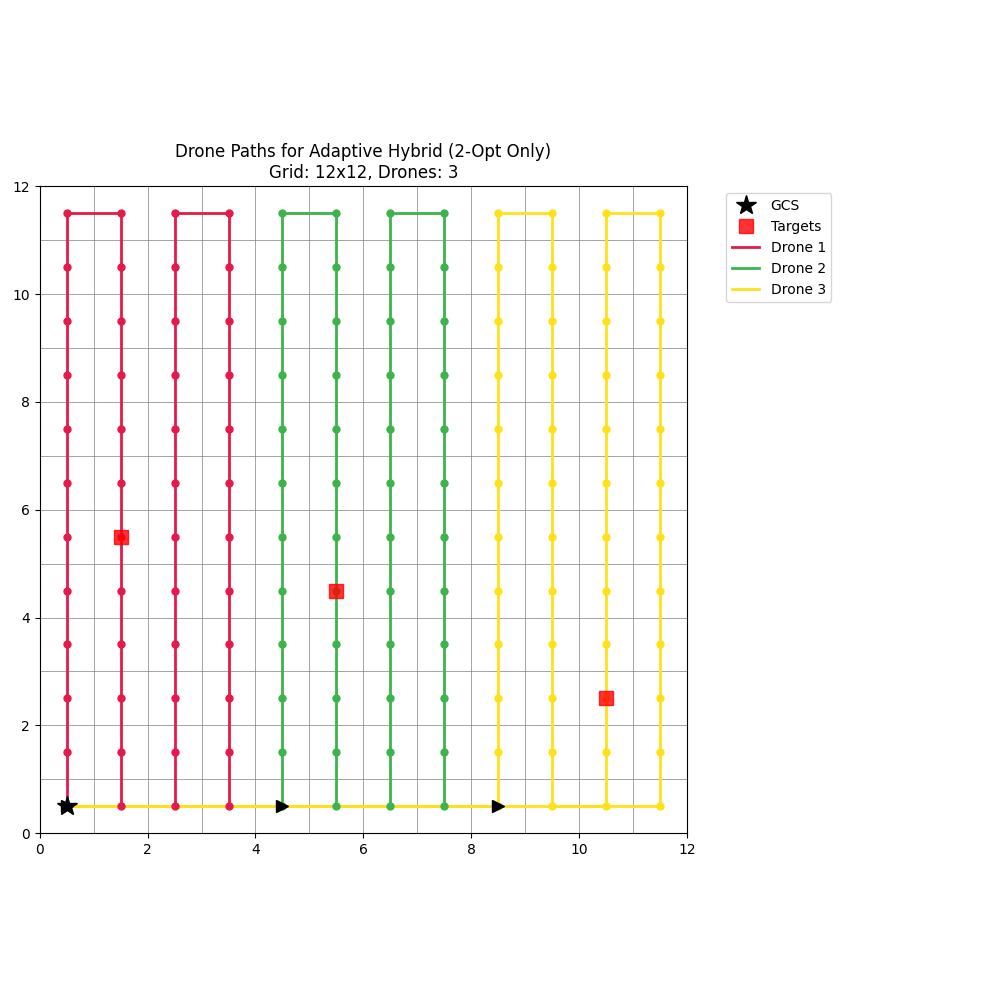 Drone Paths for Adaptive Hybrid (2-Opt Only)
Grid: 12x12, Drones: 3
GCS
Targets
Drone 1
Drone 2
Drone 3
12
10
8
6
4
2
0
0 2 4 6 8 10 12